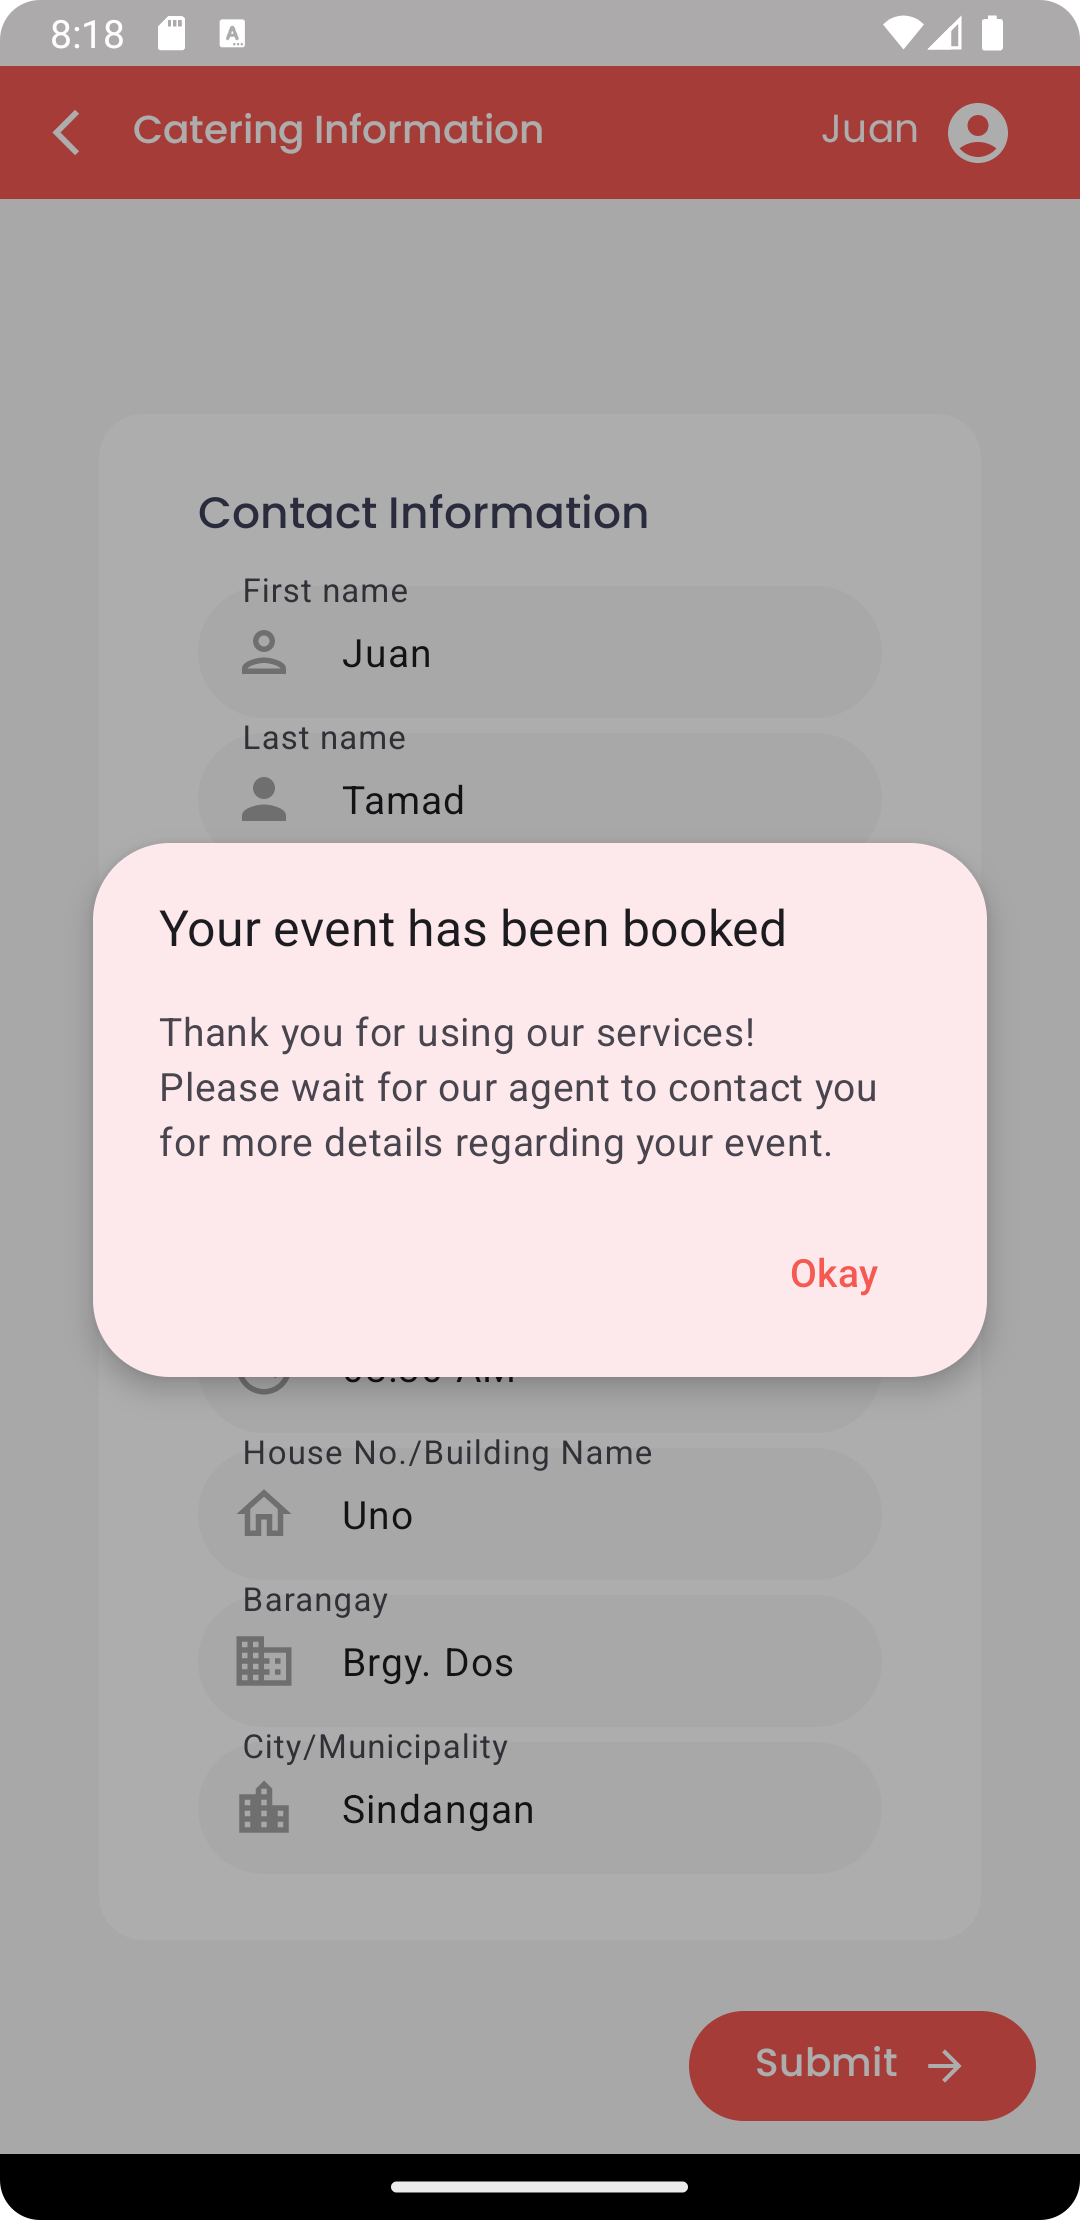 8:18
Catering Information
Juan
Contact Information
First name
Juan
Last name
Tamad
Your event has been booked
Thank you for using our services!
Please wait for our agent to contact you
for more details regarding your event.
Okay
AM
House No./Building Name
Uno
Barangay
Brgy. Dos
City/Municipality
Sindangan
Submit